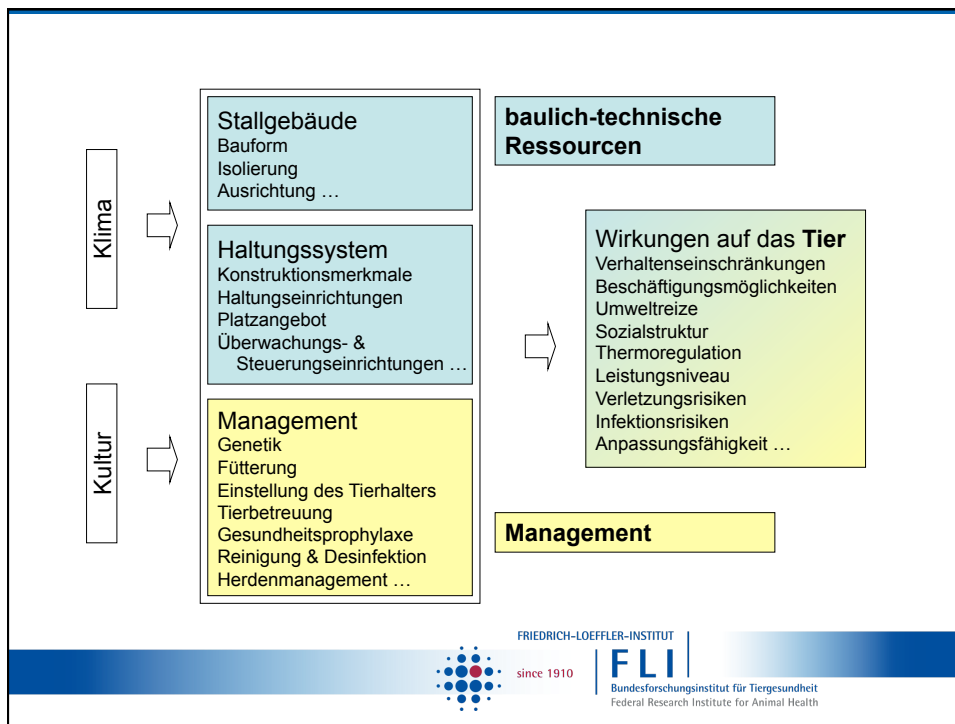 Klima
Kultur
Stallgebäude
Bauform
Isolierung
Ausrichtung …
Haltungssystem
Konstruktionsmerkmale
Haltungseinrichtungen
Platzangebot
Überwachungs- &
Steuerungseinrichtungen …
Management
Genetik
Fütterung
Einstellung des Tierhalters
Tierbetreuung
Gesundheitsprophylaxe
Reinigung & Desinfektion
Herdenmanagement …
baulich-technische
Ressourcen
Wirkungen auf das Tier
Verhaltenseinschränkungen
Beschäftigungsmöglichkeiten
Umweltreize
Sozialstruktur
Thermoregulation
Leistungsniveau
Verletzungsrisiken
Infektionsrisiken
Anpassungsfähigkeit …
Management
FRIEDRICH-LOEFFLER-INSTITUT
since 1910
FLI
Bundesforschungsinstitut für Tiergesundheit
Federal Research Institute for Animal Health